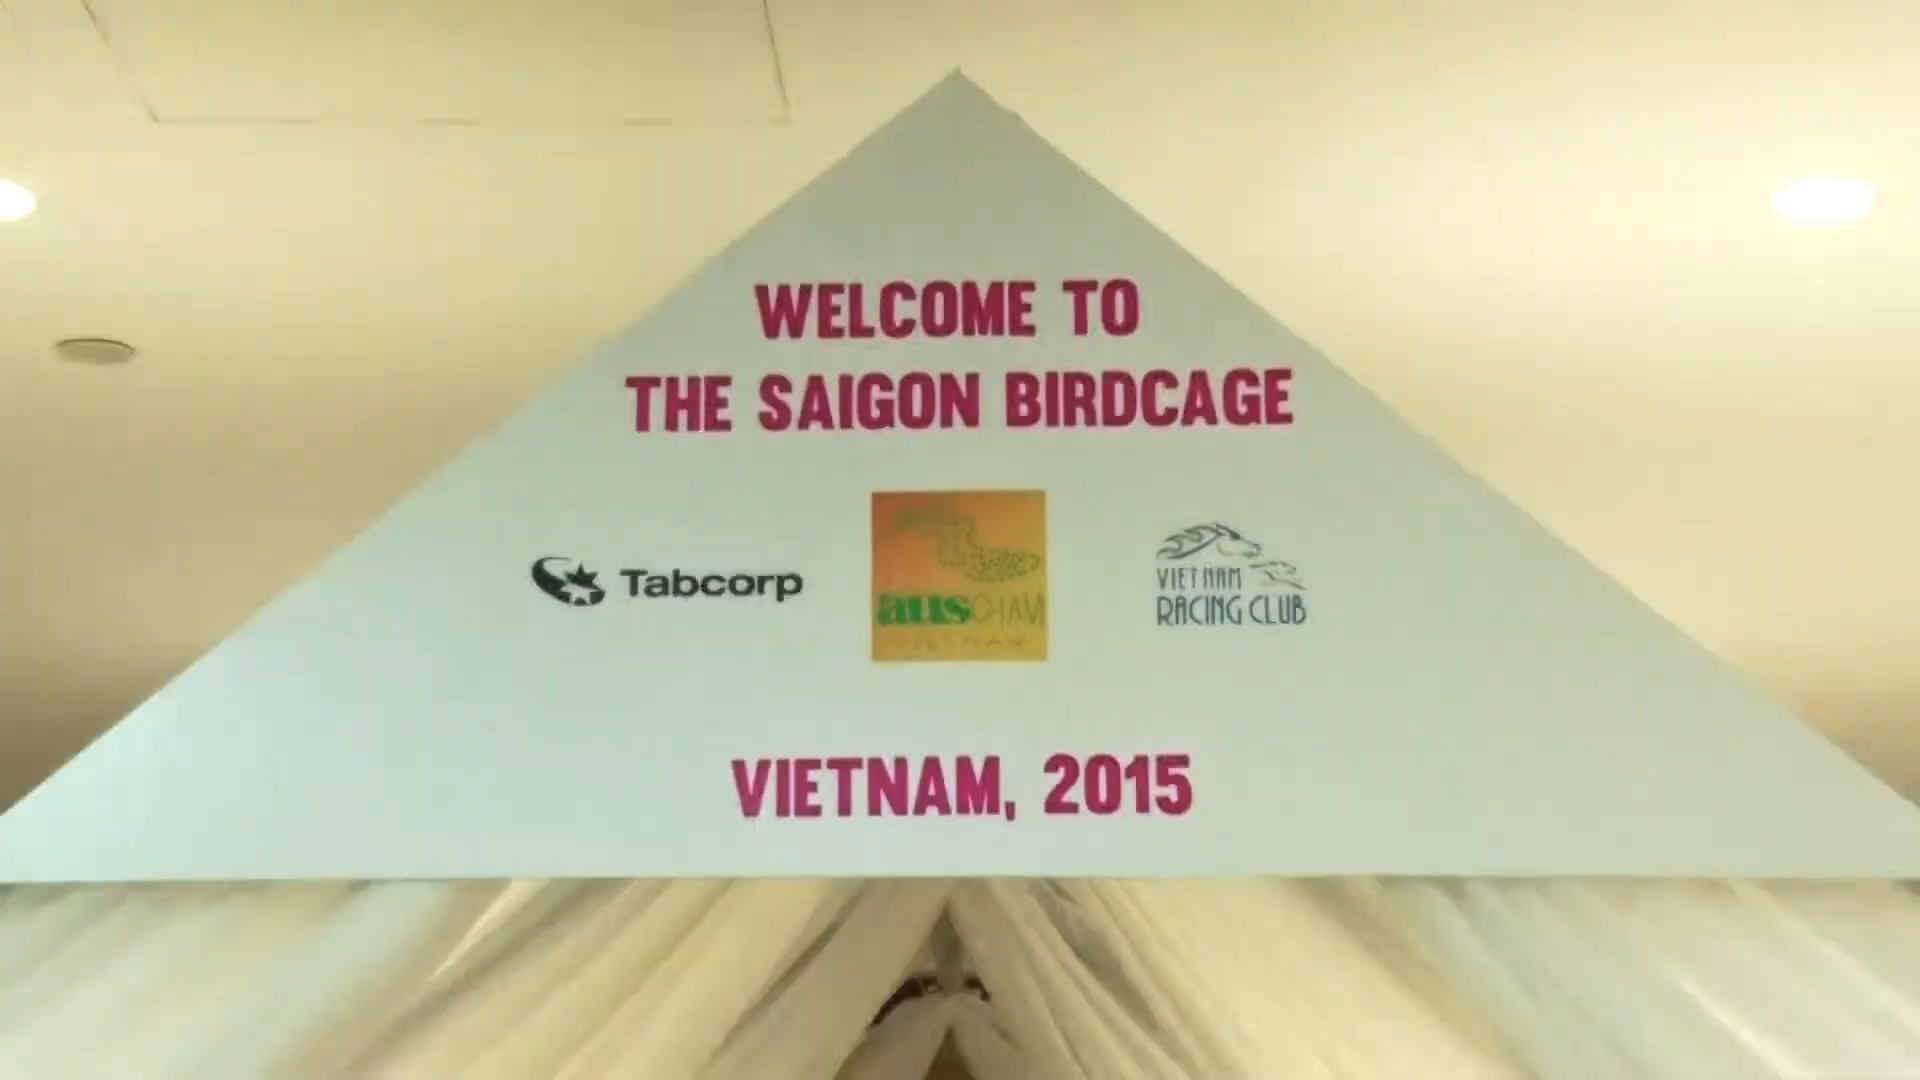 WELCOME TO
THE SAIGON BIRDCAGE
Tabcorp
ausCHAM
VIETNAM
VIETNAM
RACING CLUB
VIETNAM, 2015